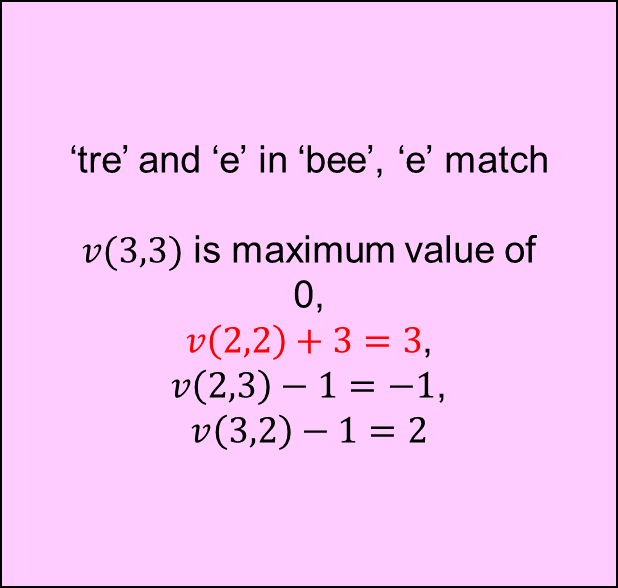 ‘tre’ and ‘e’ in ‘bee’, ‘e’ match
𝑣(3,3) is maximum value of
0,
𝑣(2,2) + 3 = 3,
𝑣(2,3) − 1 = −1,
𝑣(3,2) − 1 = 2